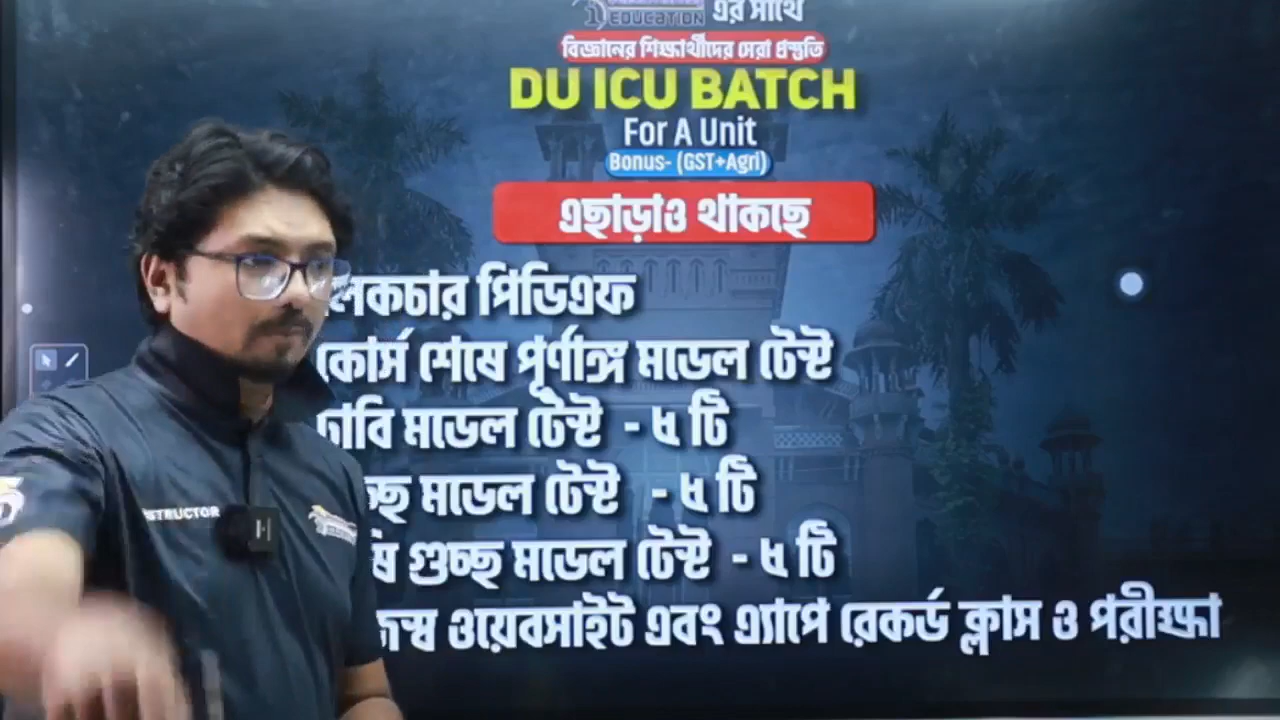 EDUCATION এর সাথে
বিজ্ঞানের শিক্ষার্থীদের সেরা প্রস্তুতি
DU ICU BATCH
For A Unit
Bonus- (GST+Agri)
এছাড়াও থাকছে
লেকচার পিডিএফ
কোর্স শেষে পূর্ণাঙ্গ মডেল টেস্ট
ঢাবি মডেল টেস্ট - ৫ টি
মডেল টেস্ট - ৫ টি
গুচ্ছ মডেল টেস্ট - ৫ টি
ওয়েবসাইট এবং এ্যাপে রেকর্ড ক্লাস ও পরীক্ষা
INSTRUCTOR